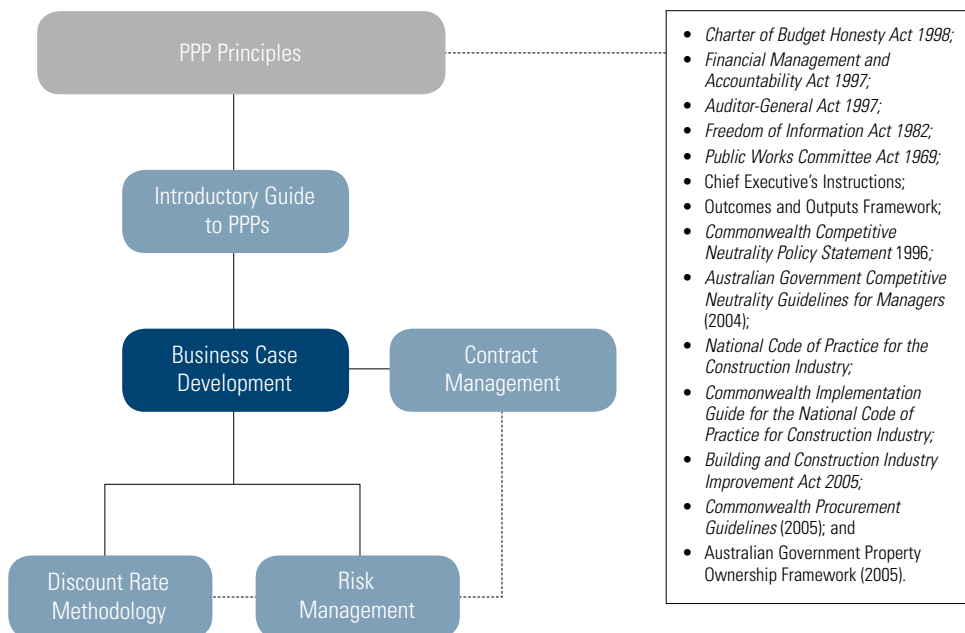 PPP Principles
Introductory Guide
to PPPs
Business Case
Development
Contract
Management
Discount Rate
Methodology
Risk
Management
• Charter of Budget Honesty Act 1998;
• Financial Management and
Accountability Act 1997;
• Auditor-General Act 1997;
• Freedom of Information Act 1982;
• Public Works Committee Act 1969;
• Chief Executive’s Instructions;
• Outcomes and Outputs Framework;
• Commonwealth Competitive
Neutrality Policy Statement 1996;
• Australian Government Competitive
Neutrality Guidelines for Managers
(2004);
• National Code of Practice for the
Construction Industry;
• Commonwealth Implementation
Guide for the National Code of
Practice for Construction Industry;
• Building and Construction Industry
Improvement Act 2005;
• Commonwealth Procurement
Guidelines (2005); and
• Australian Government Property
Ownership Framework (2005).